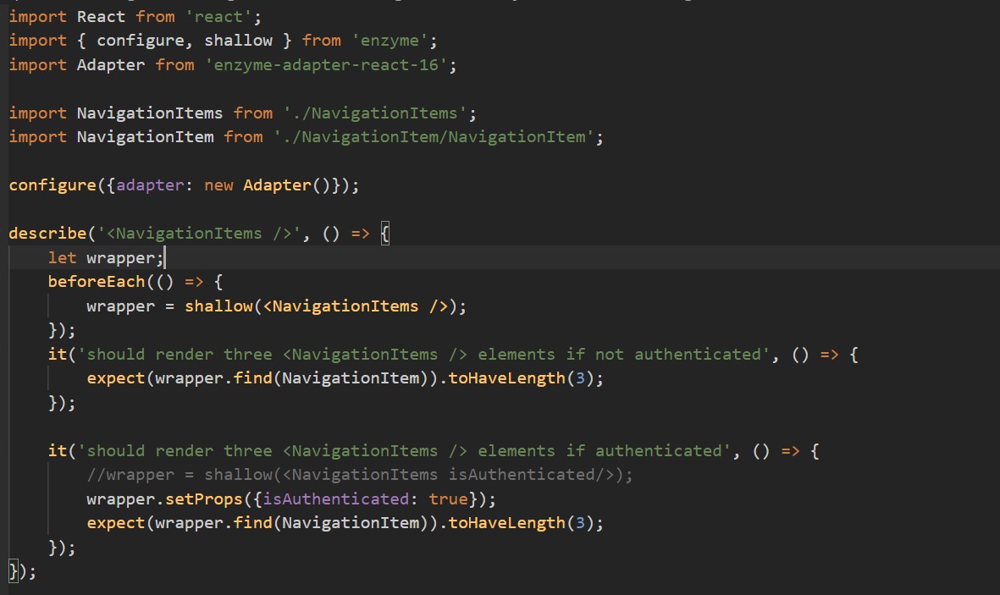 import React from 'react';
import { configure, shallow } from 'enzyme';
import Adapter from 'enzyme-adapter-react-16';

import NavigationItems from './NavigationItems';
import NavigationItem from './NavigationItem/NavigationItem';

configure({adapter: new Adapter()});

describe('<NavigationItems />', () => {
    let wrapper;
    beforeEach(() => {
        wrapper = shallow(<NavigationItems />);
    });
    it('should render three <NavigationItems /> elements if not authenticated', () => {
        expect(wrapper.find(NavigationItem)).toHaveLength(3);
    });

    it('should render three <NavigationItems /> elements if authenticated', () => {
        //wrapper = shallow(<NavigationItems isAuthenticated/>);
        wrapper.setProps({isAuthenticated: true});
        expect(wrapper.find(NavigationItem)).toHaveLength(3);
    });
});